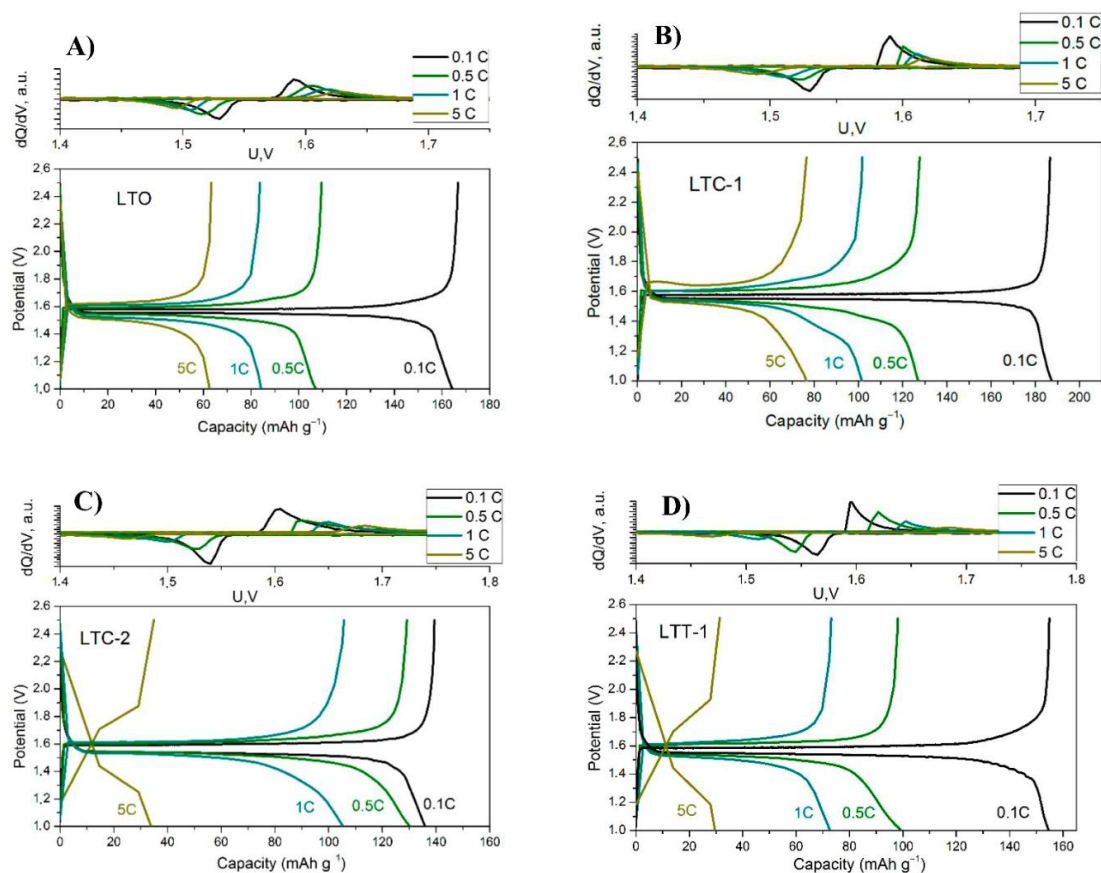 A)
0.1 C
0.5 C
1 C
5 C
dQ/dV, a.u.
1,4 1,5 1,6 1,7
U,V
LTO
Potential (V)
2.6
2.4
2.2
2.0
1.8
1.6
1.4
1.2
1.0
5C 1C 0.5C 0.1C
0 20 40 60 80 100 120 140 160 180
Capacity (mAh g⁻¹)
B)
0.1 C
0.5 C
1 C
5 C
dQ/dV, a.u.
1,4 1,5 1,6 1,7
U,V
LTC-1
Potential (V)
2.6
2.4
2.2
2.0
1.8
1.6
1.4
1.2
1.0
5C 1C 0.5C 0.1C
0 20 40 60 80 100 120 140 160 180 200
Capacity (mAh g⁻¹)
C)
0.1 C
0.5 C
1 C
5 C
dQ/dV, a.u.
1,4 1,5 1,6 1,7 1,8
U,V
LTC-2
Potential (V)
2.6
2.4
2.2
2.0
1.8
1.6
1.4
1.2
1.0
5C 1C 0.5C 0.1C
0 20 40 60 80 100 120 140 160
Capacity (mAh g⁻¹)
D)
0.1 C
0.5 C
1 C
5 C
dQ/dV, a.u.
1,4 1,5 1,6 1,7 1,8
U,V
LTT-1
Potential (V)
2.6
2.4
2.2
2.0
1.8
1.6
1.4
1.2
1.0
5C 1C 0.5C 0.1C
0 20 40 60 80 100 120 140 160
Capacity (mAh g⁻¹)